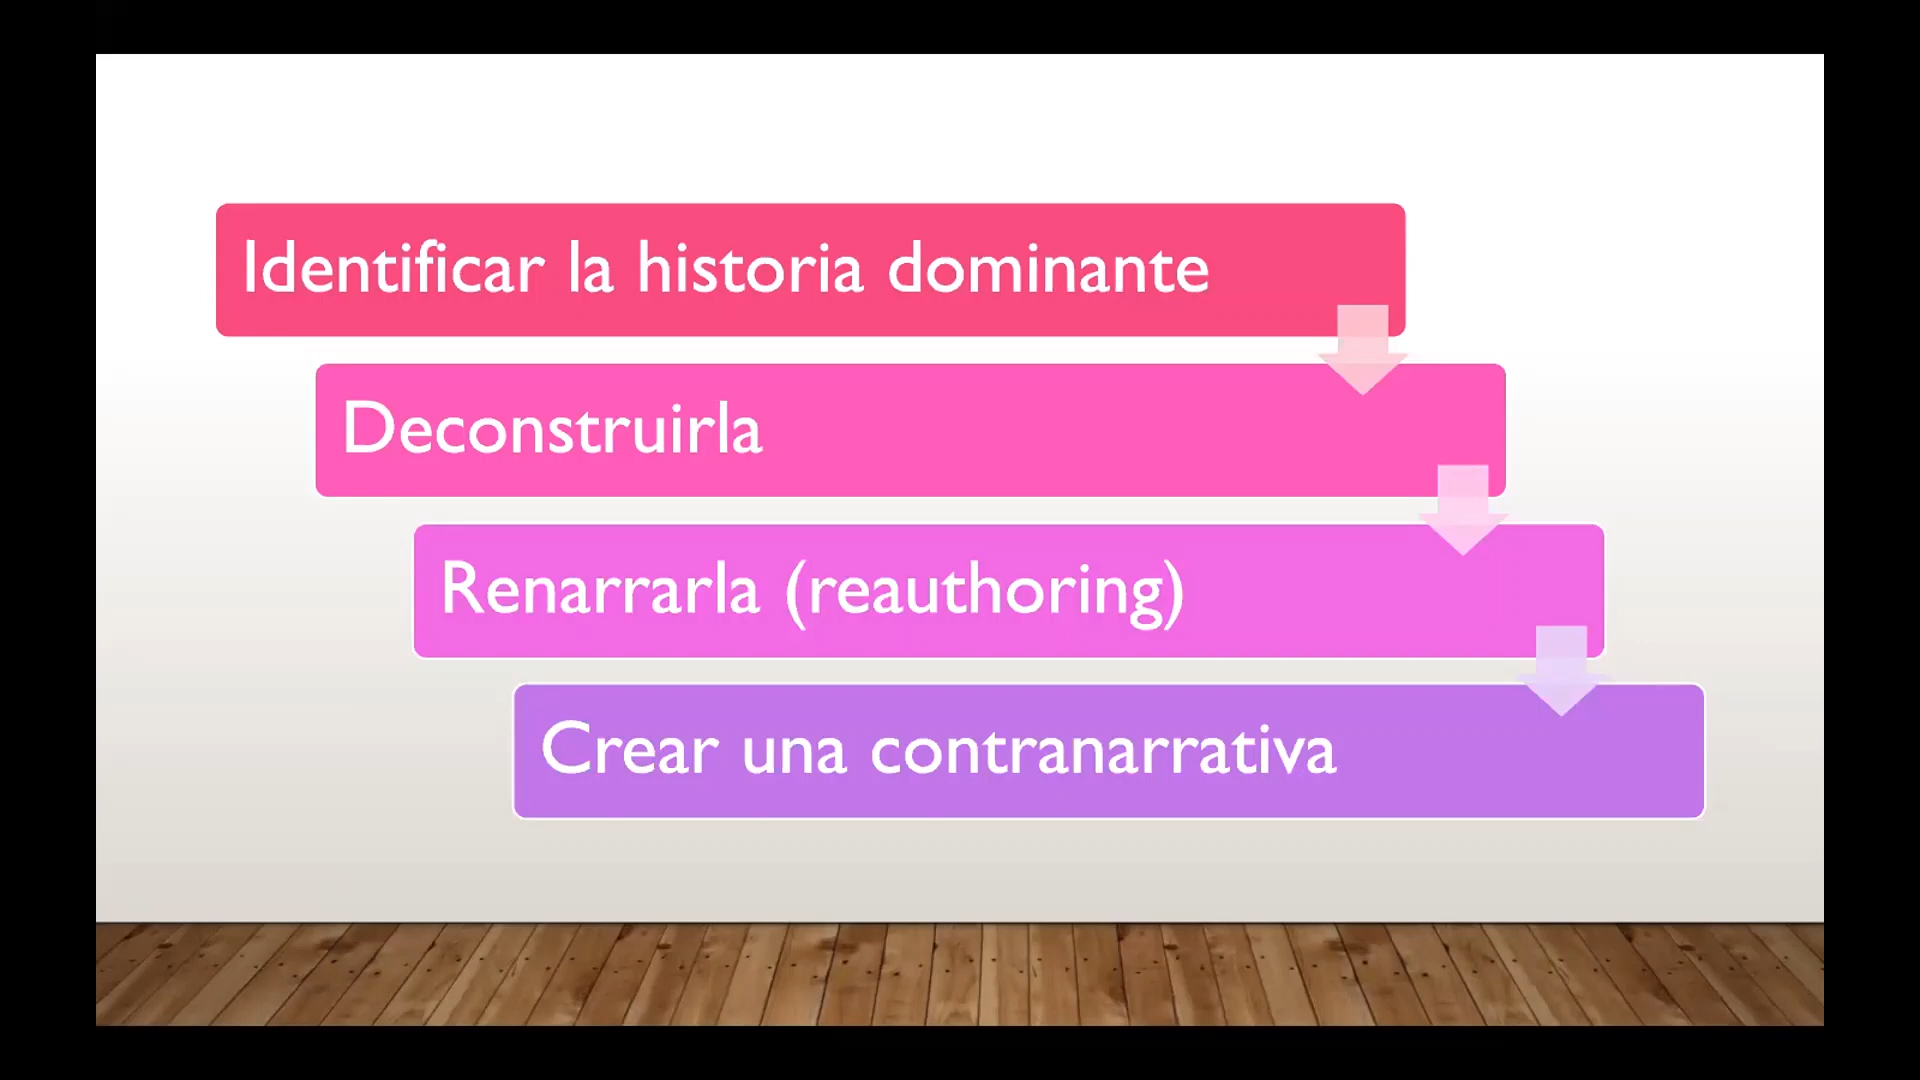 Identificar la historia dominante
Deconstruirla
Renarrarla (reauthoring)
Crear una contranarrativa